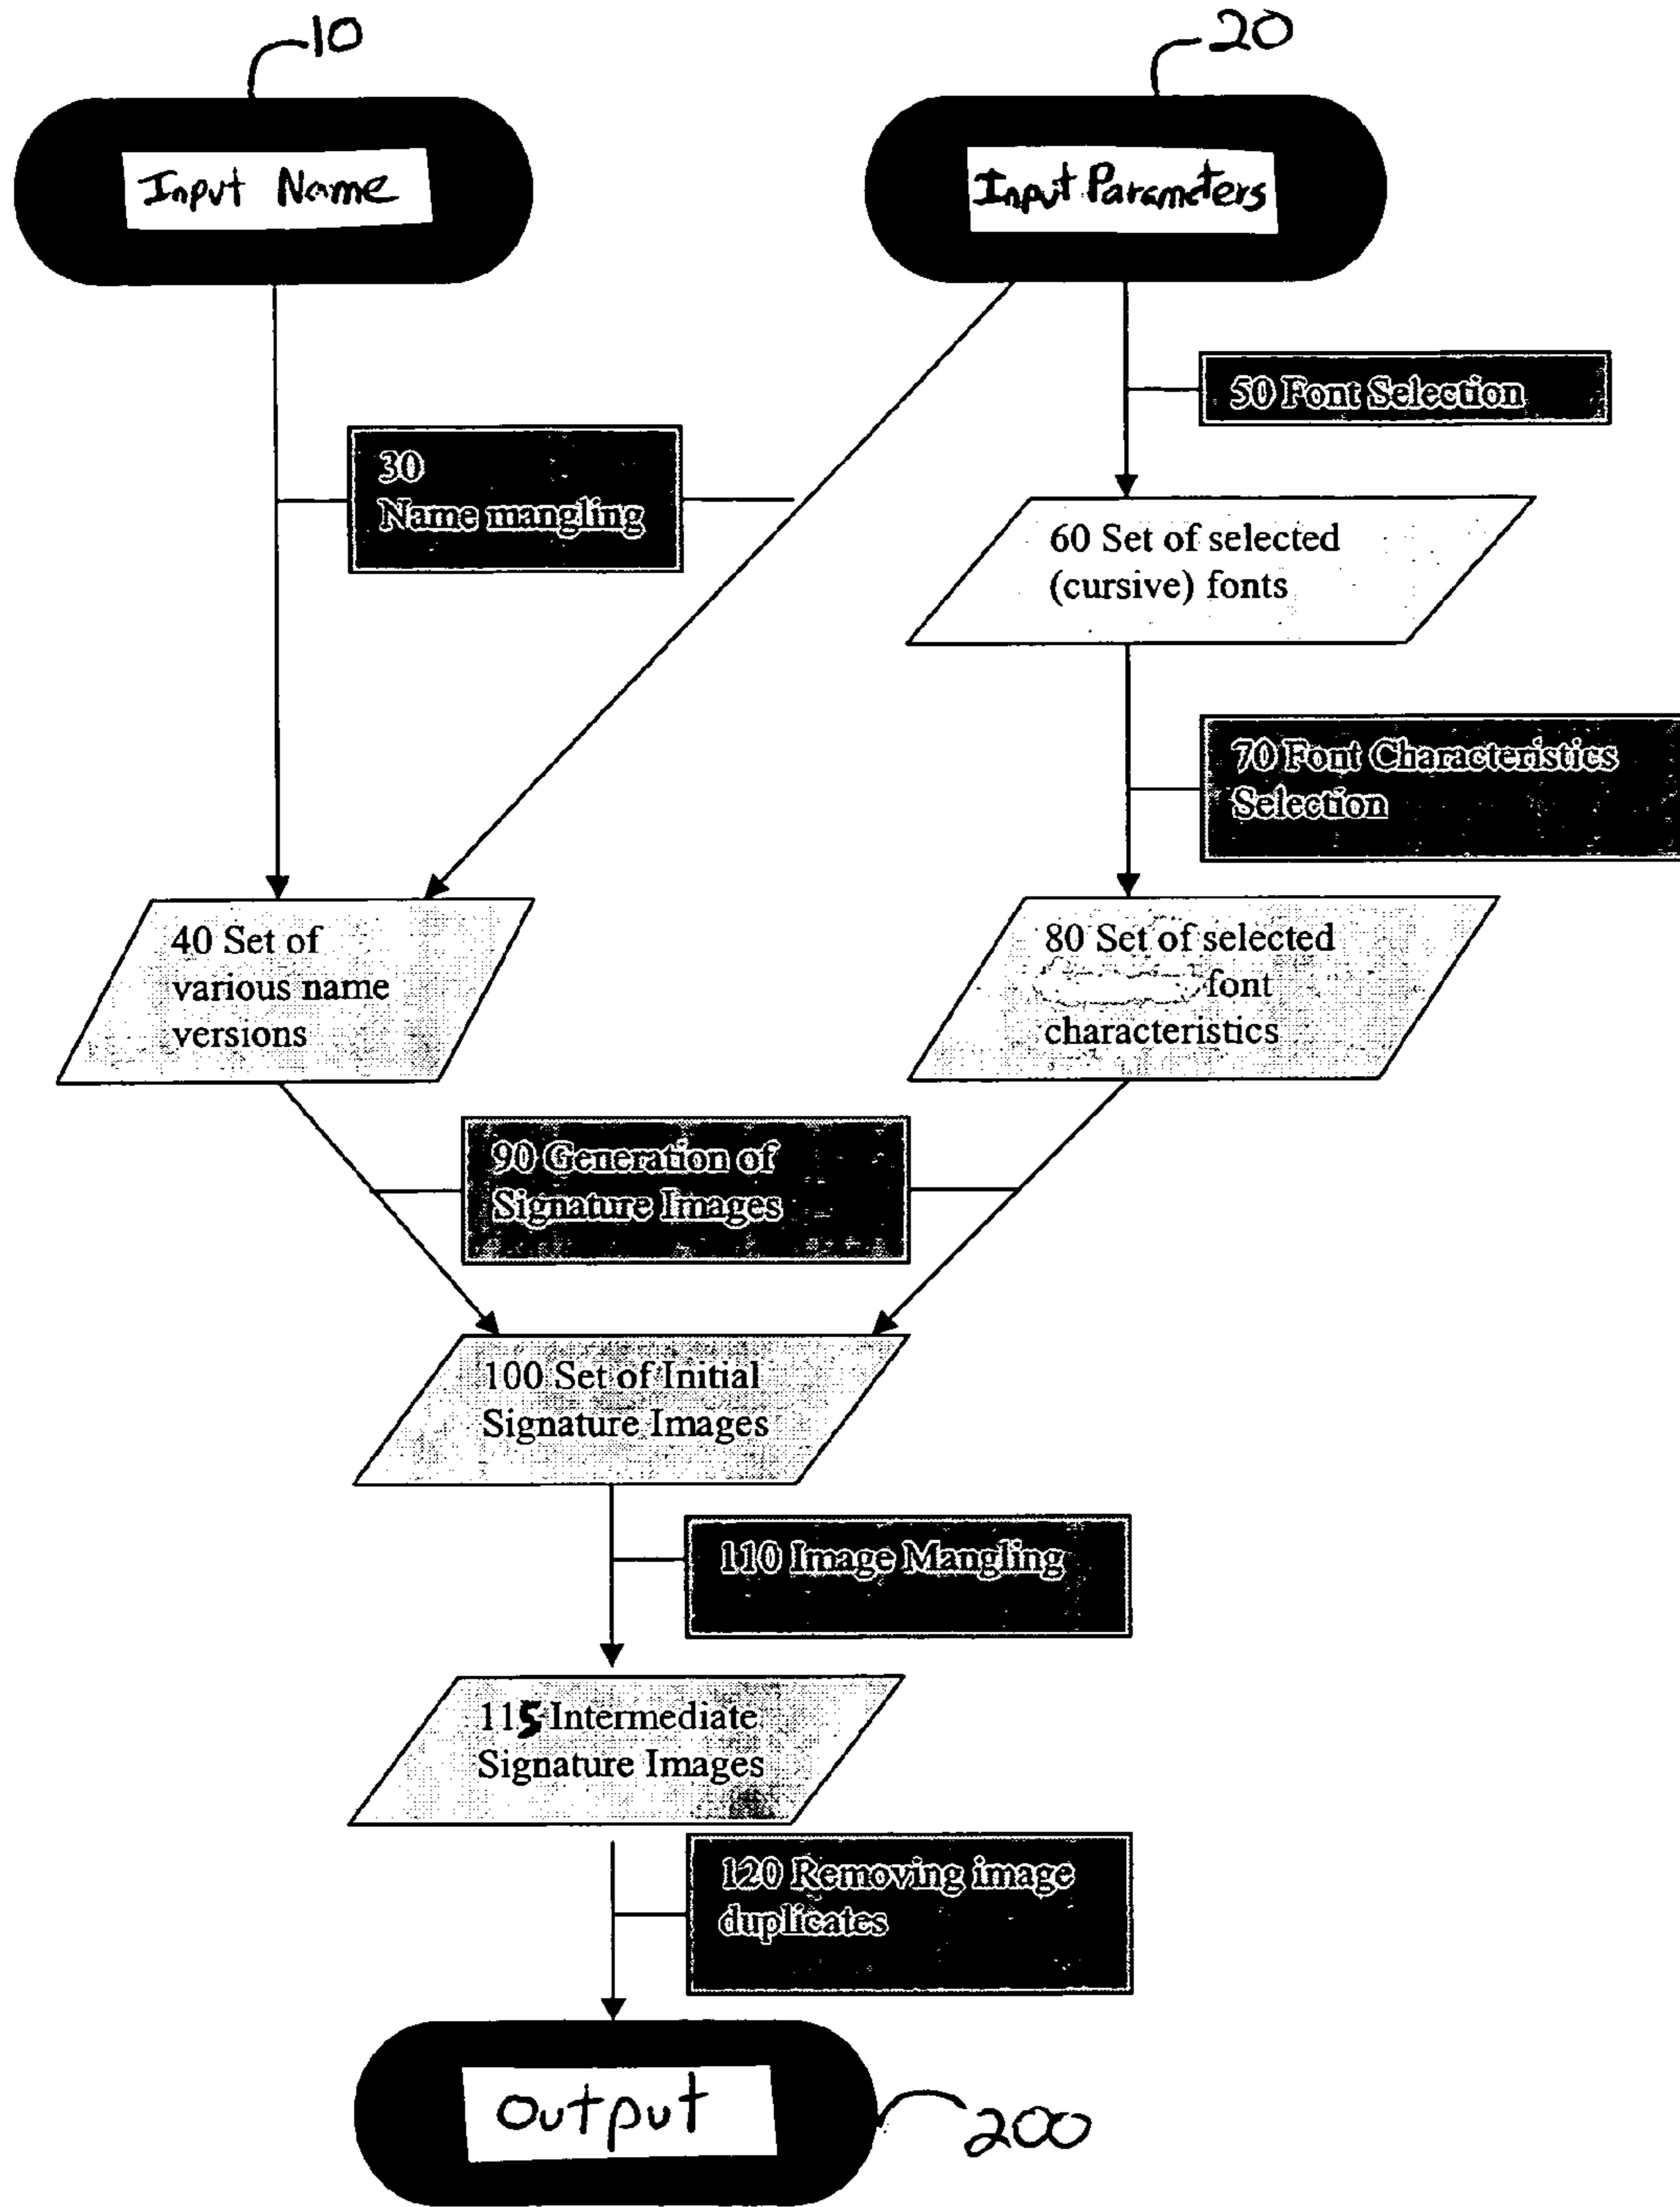 10
20
Input Name
Input Parameters
50 Font Selection
30
Name mangling
60 Set of selected
(cursive) fonts
70 Font Characteristics
Selection
40 Set of
various name
versions
80 Set of selected
font
characteristics
90 Generation of
Signature Images
100 Set of Initial
Signature Images
110 Image Mangling
115 Intermediate
Signature Images
120 Removing image
duplicates
Output
200